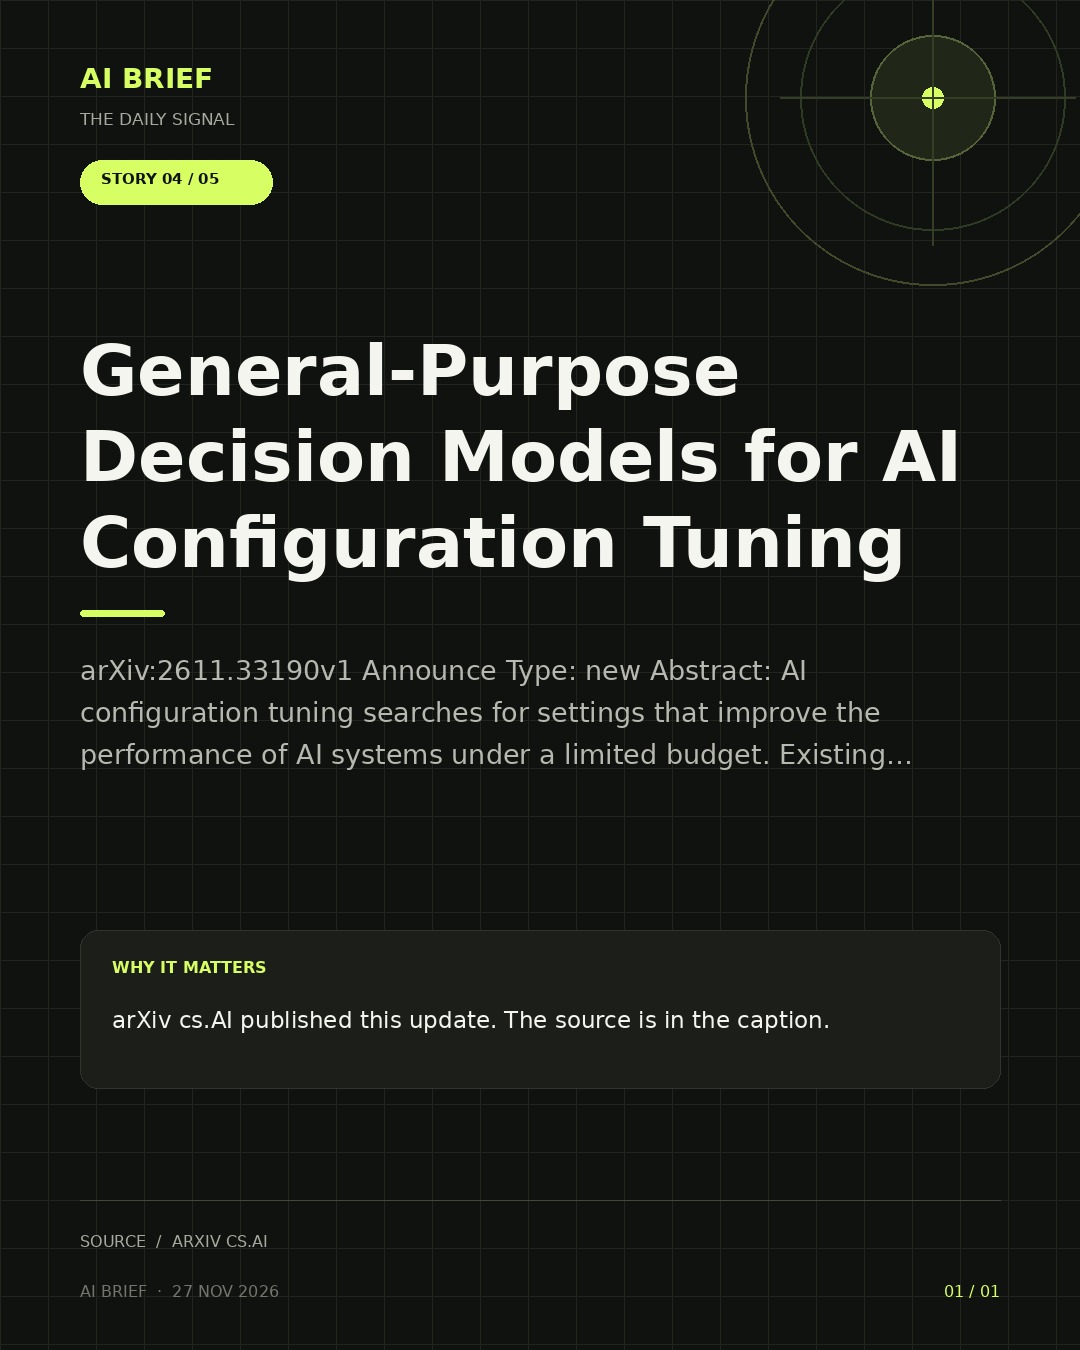 AI BRIEF
THE DAILY SIGNAL
STORY 04 / 05
General-Purpose
Decision Models for AI
Configuration Tuning
arXiv:2611.33190v1 Announce Type: new Abstract: AI
configuration tuning searches for settings that improve the
performance of AI systems under a limited budget. Existing...
WHY IT MATTERS
arXiv cs.AI published this update. The source is in the caption.
SOURCE / ARXIV CS.AI
AI BRIEF · 27 NOV 2026
01 / 01